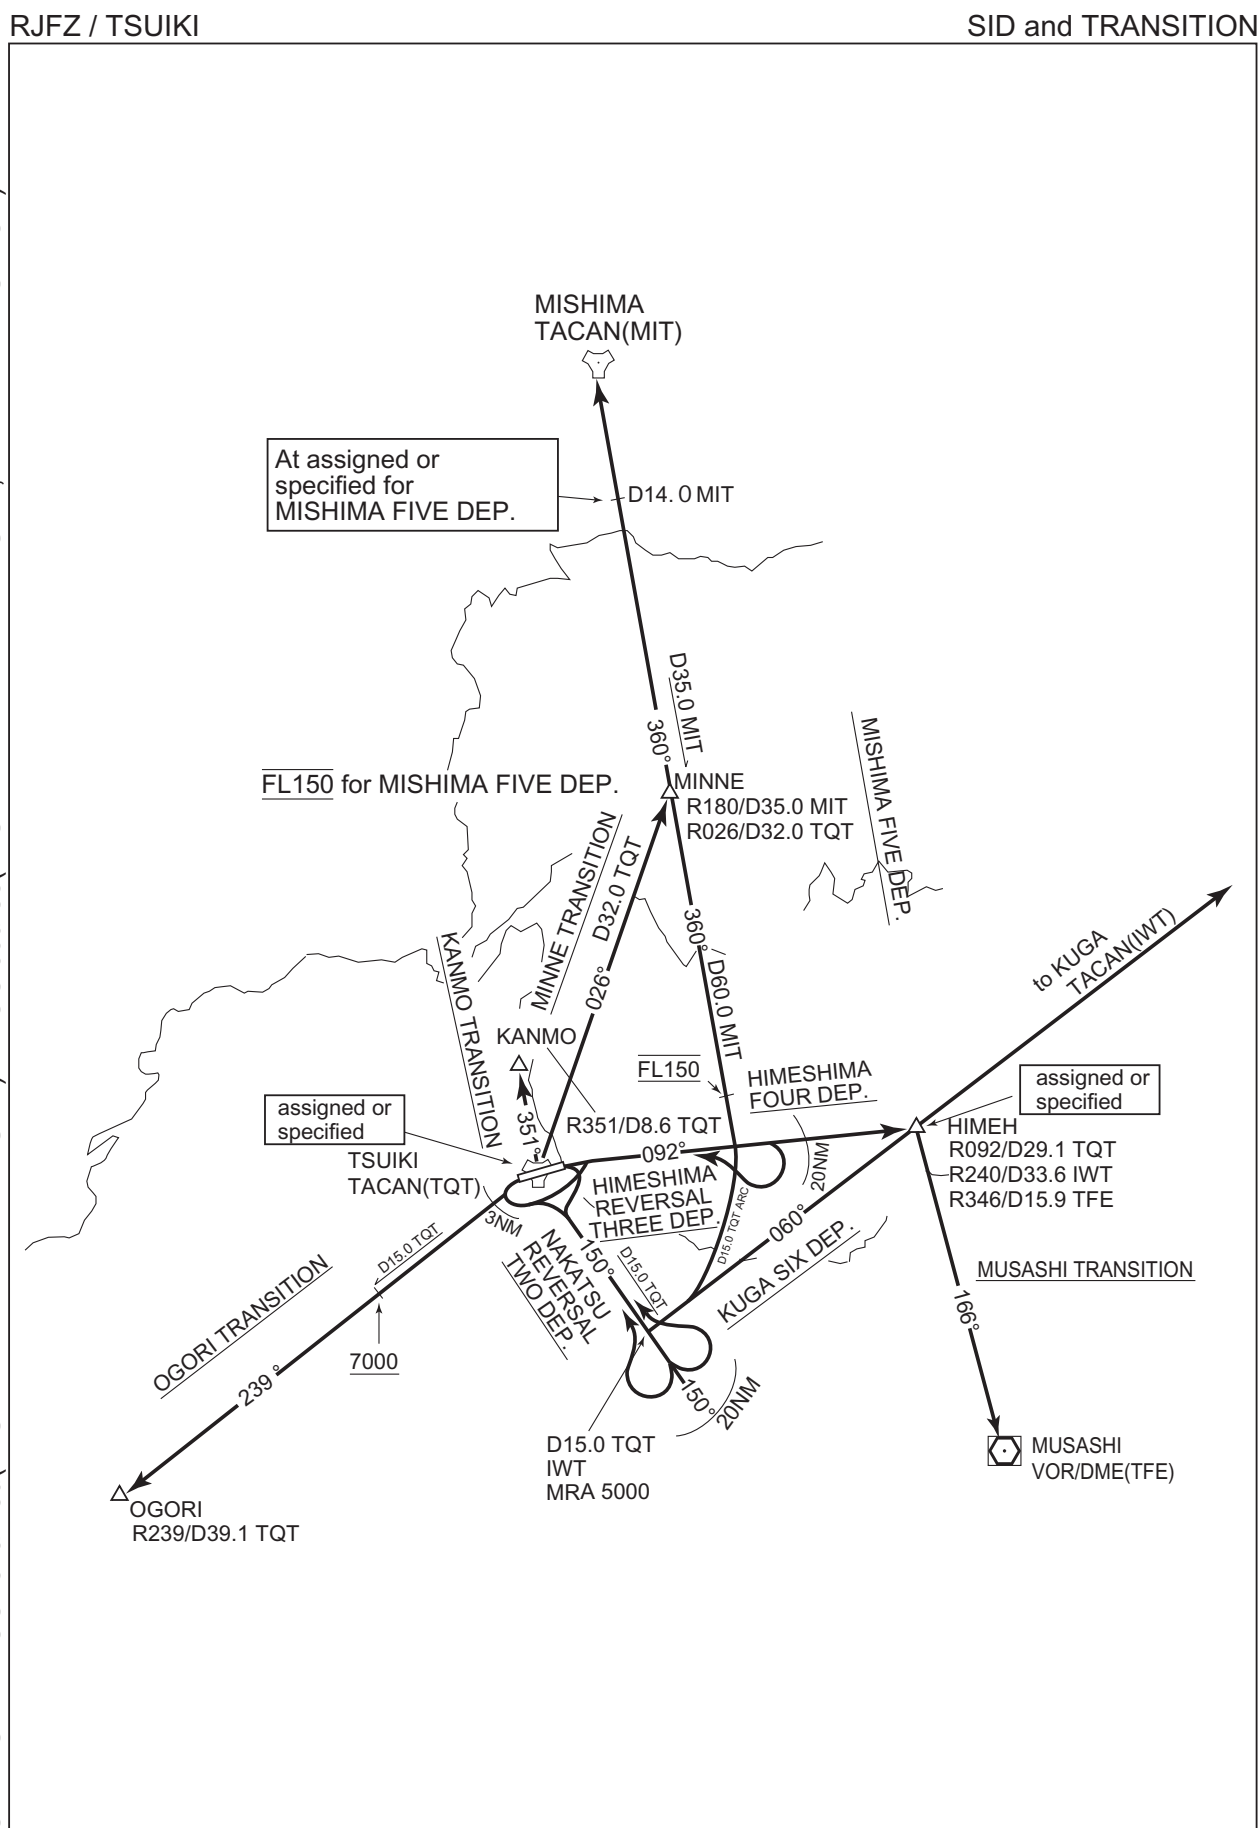 RJFZ / TSUIKI
SID and TRANSITION
MISHIMA
TACAN(MIT)
At assigned or
specified for
MISHIMA FIVE DEP.
D14.0 MIT
D35.0 MIT
360°
FL150 for MISHIMA FIVE DEP.
MINNE
R180/D35.0 MIT
R026/D32.0 TQT
MISHIMA FIVE DEP.
MINNE TRANSITION
D32.0 TQT
026°
360°
D60.0 MIT
KANMO TRANSITION
KANMO
351°
R351/D8.6 TQT
to KUGA
TACAN(IWT)
FL150
HIMESHIMA
FOUR DEP.
assigned or
specified
assigned or
specified
TSUIKI
TACAN(TQT)
092°
20NM
HIMEH
R092/D29.1 TQT
R240/D33.6 IWT
R346/D15.9 TFE
HIMESHIMA
REVERSAL
THREE DEP.
3NM
D15.0 TQT ARC
060°
KUGA SIX DEP.
NAKATSU
REVERSAL
TWO DEP.
150°
D15.0 TQT
MUSASHI TRANSITION
166°
D15.0 TQT
OGORI TRANSITION
7000
239°
150°
20NM
D15.0 TQT
IWT
MRA 5000
MUSASHI
VOR/DME(TFE)
OGORI
R239/D39.1 TQT